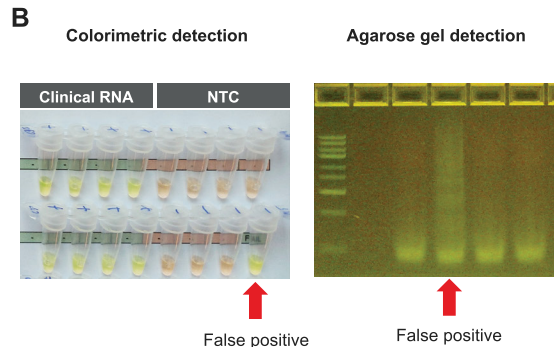 B
Colorimetric detection
Agarose gel detection
Clinical RNA
NTC
False positive
False positive